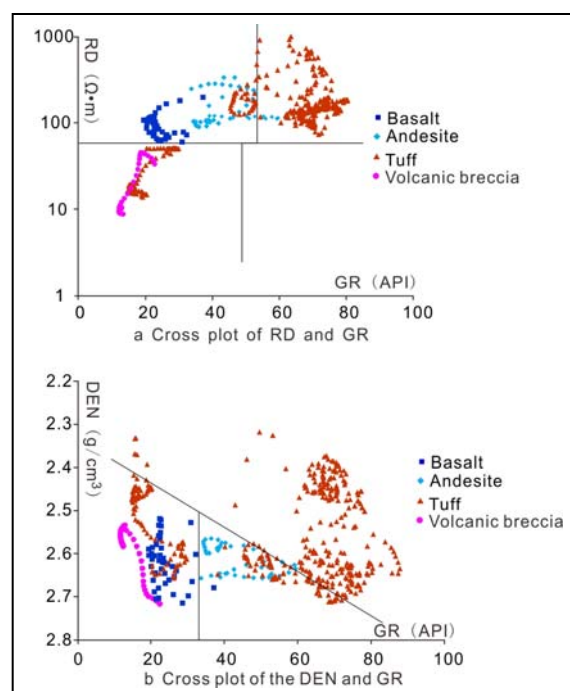 1000
100
10
1
RD (Ω•m)
Basalt
Andesite
Tuff
Volcanic breccia
GR (API)
0 20 40 60 80 100
a Cross plot of RD and GR
2.2
2.3
2.4
2.5
2.6
2.7
2.8
DEN (g/cm³)
Basalt
Andesite
Tuff
Volcanic breccia
GR (API)
0 20 40 60 80 100
b Cross plot of the DEN and GR